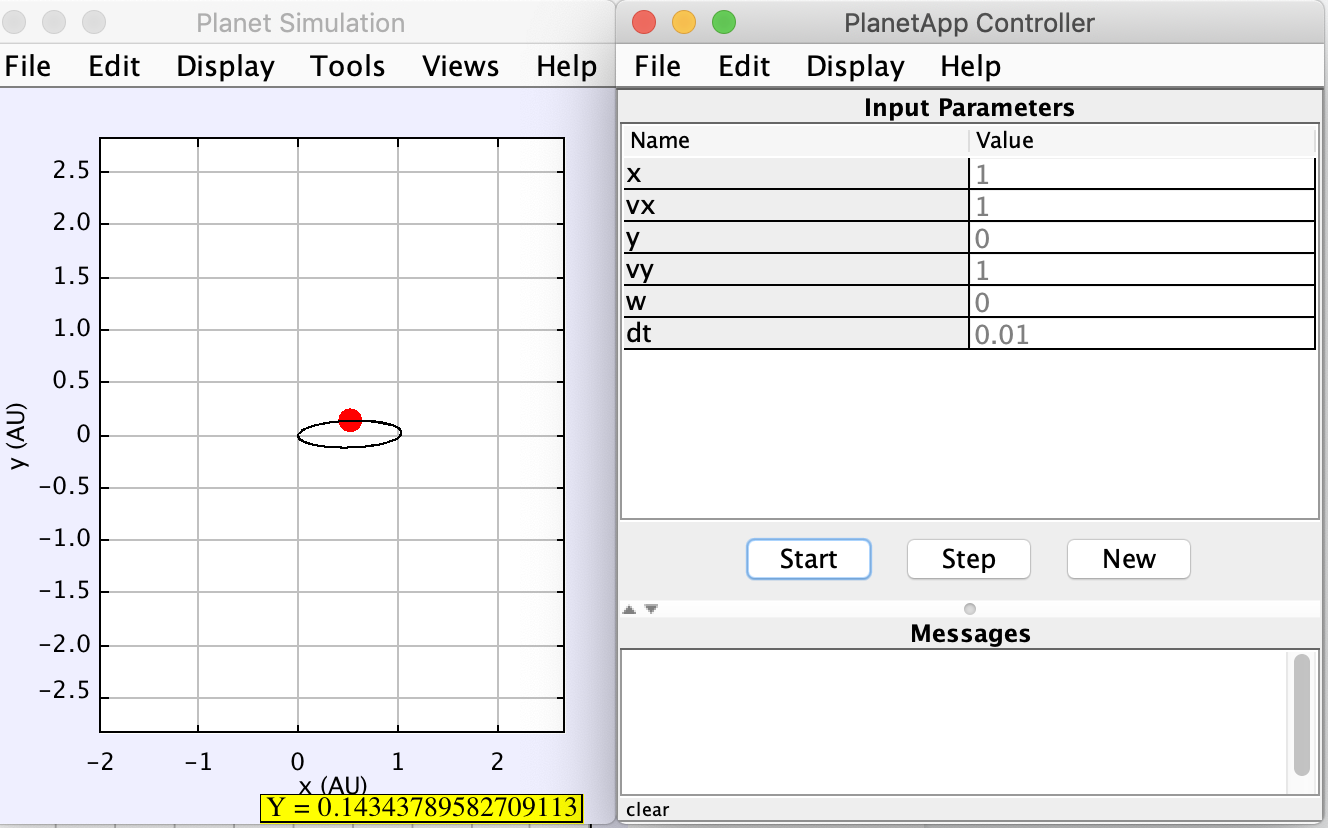 Planet Simulation
File Edit Display Tools Views Help
2.5
2.0
1.5
1.0
0.5
0
−0.5
−1.0
−1.5
−2.0
−2.5
y (AU)
−2 −1 0 1 2
x (AU)
Y = 0.14343789582709113
PlanetApp Controller
File Edit Display Help
Input Parameters
Name Value
x 1
vx 1
y 0
vy 1
w 0
dt 0.01
Start Step New
Messages
clear